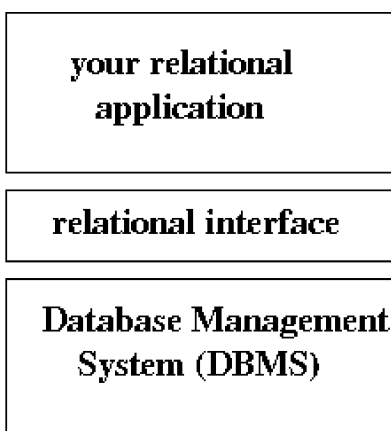 your relational
application
relational interface
Database Management
System (DBMS)